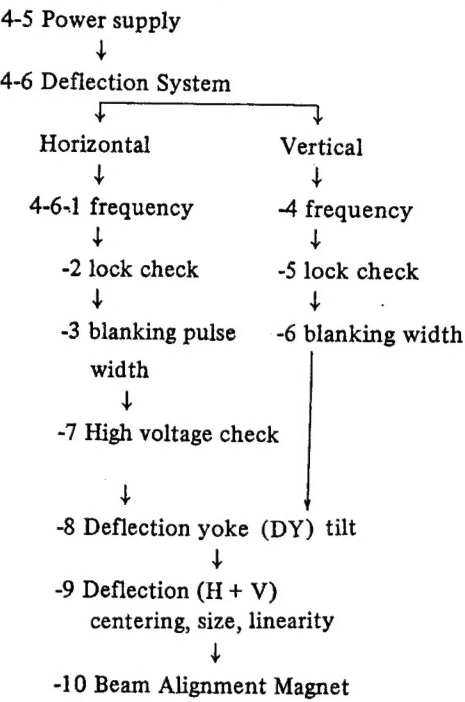 4-5 Power supply
4-6 Deflection System
Horizontal
Vertical
4-6-1 frequency
-4 frequency
-2 lock check
-5 lock check
-3 blanking pulse
width
-6 blanking width
-7 High voltage check
-8 Deflection yoke (DY) tilt
-9 Deflection (H + V)
centering, size, linearity
-10 Beam Alignment Magnet